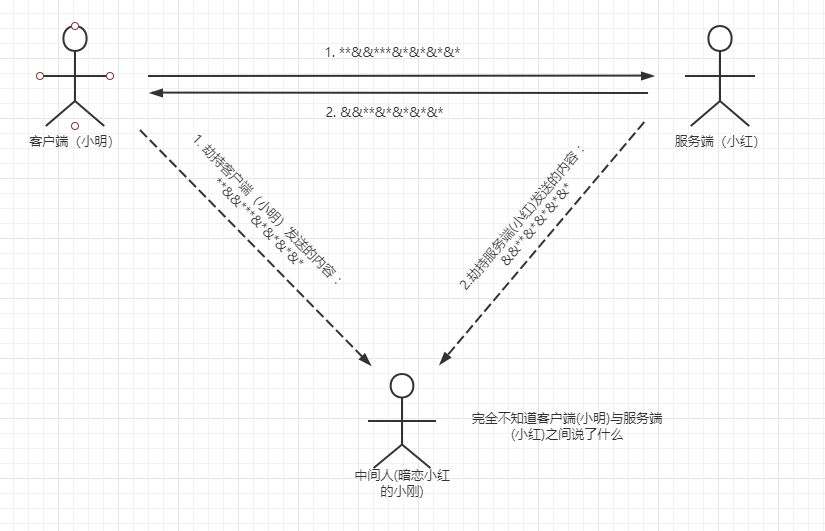 1. **&&***&*&*&*&*
2. &&**&*&*&*&*
客户端（小明）
服务端（小红）
1. 劫持客户端（小明）发送的内容：
**&&***&*&*&*&*
2.劫持服务端(小红)发送的内容：
&&**&*&*&*&*
完全不知道客户端(小明)与服务端
(小红)之间说了什么
中间人(暗恋小红
的小刚)